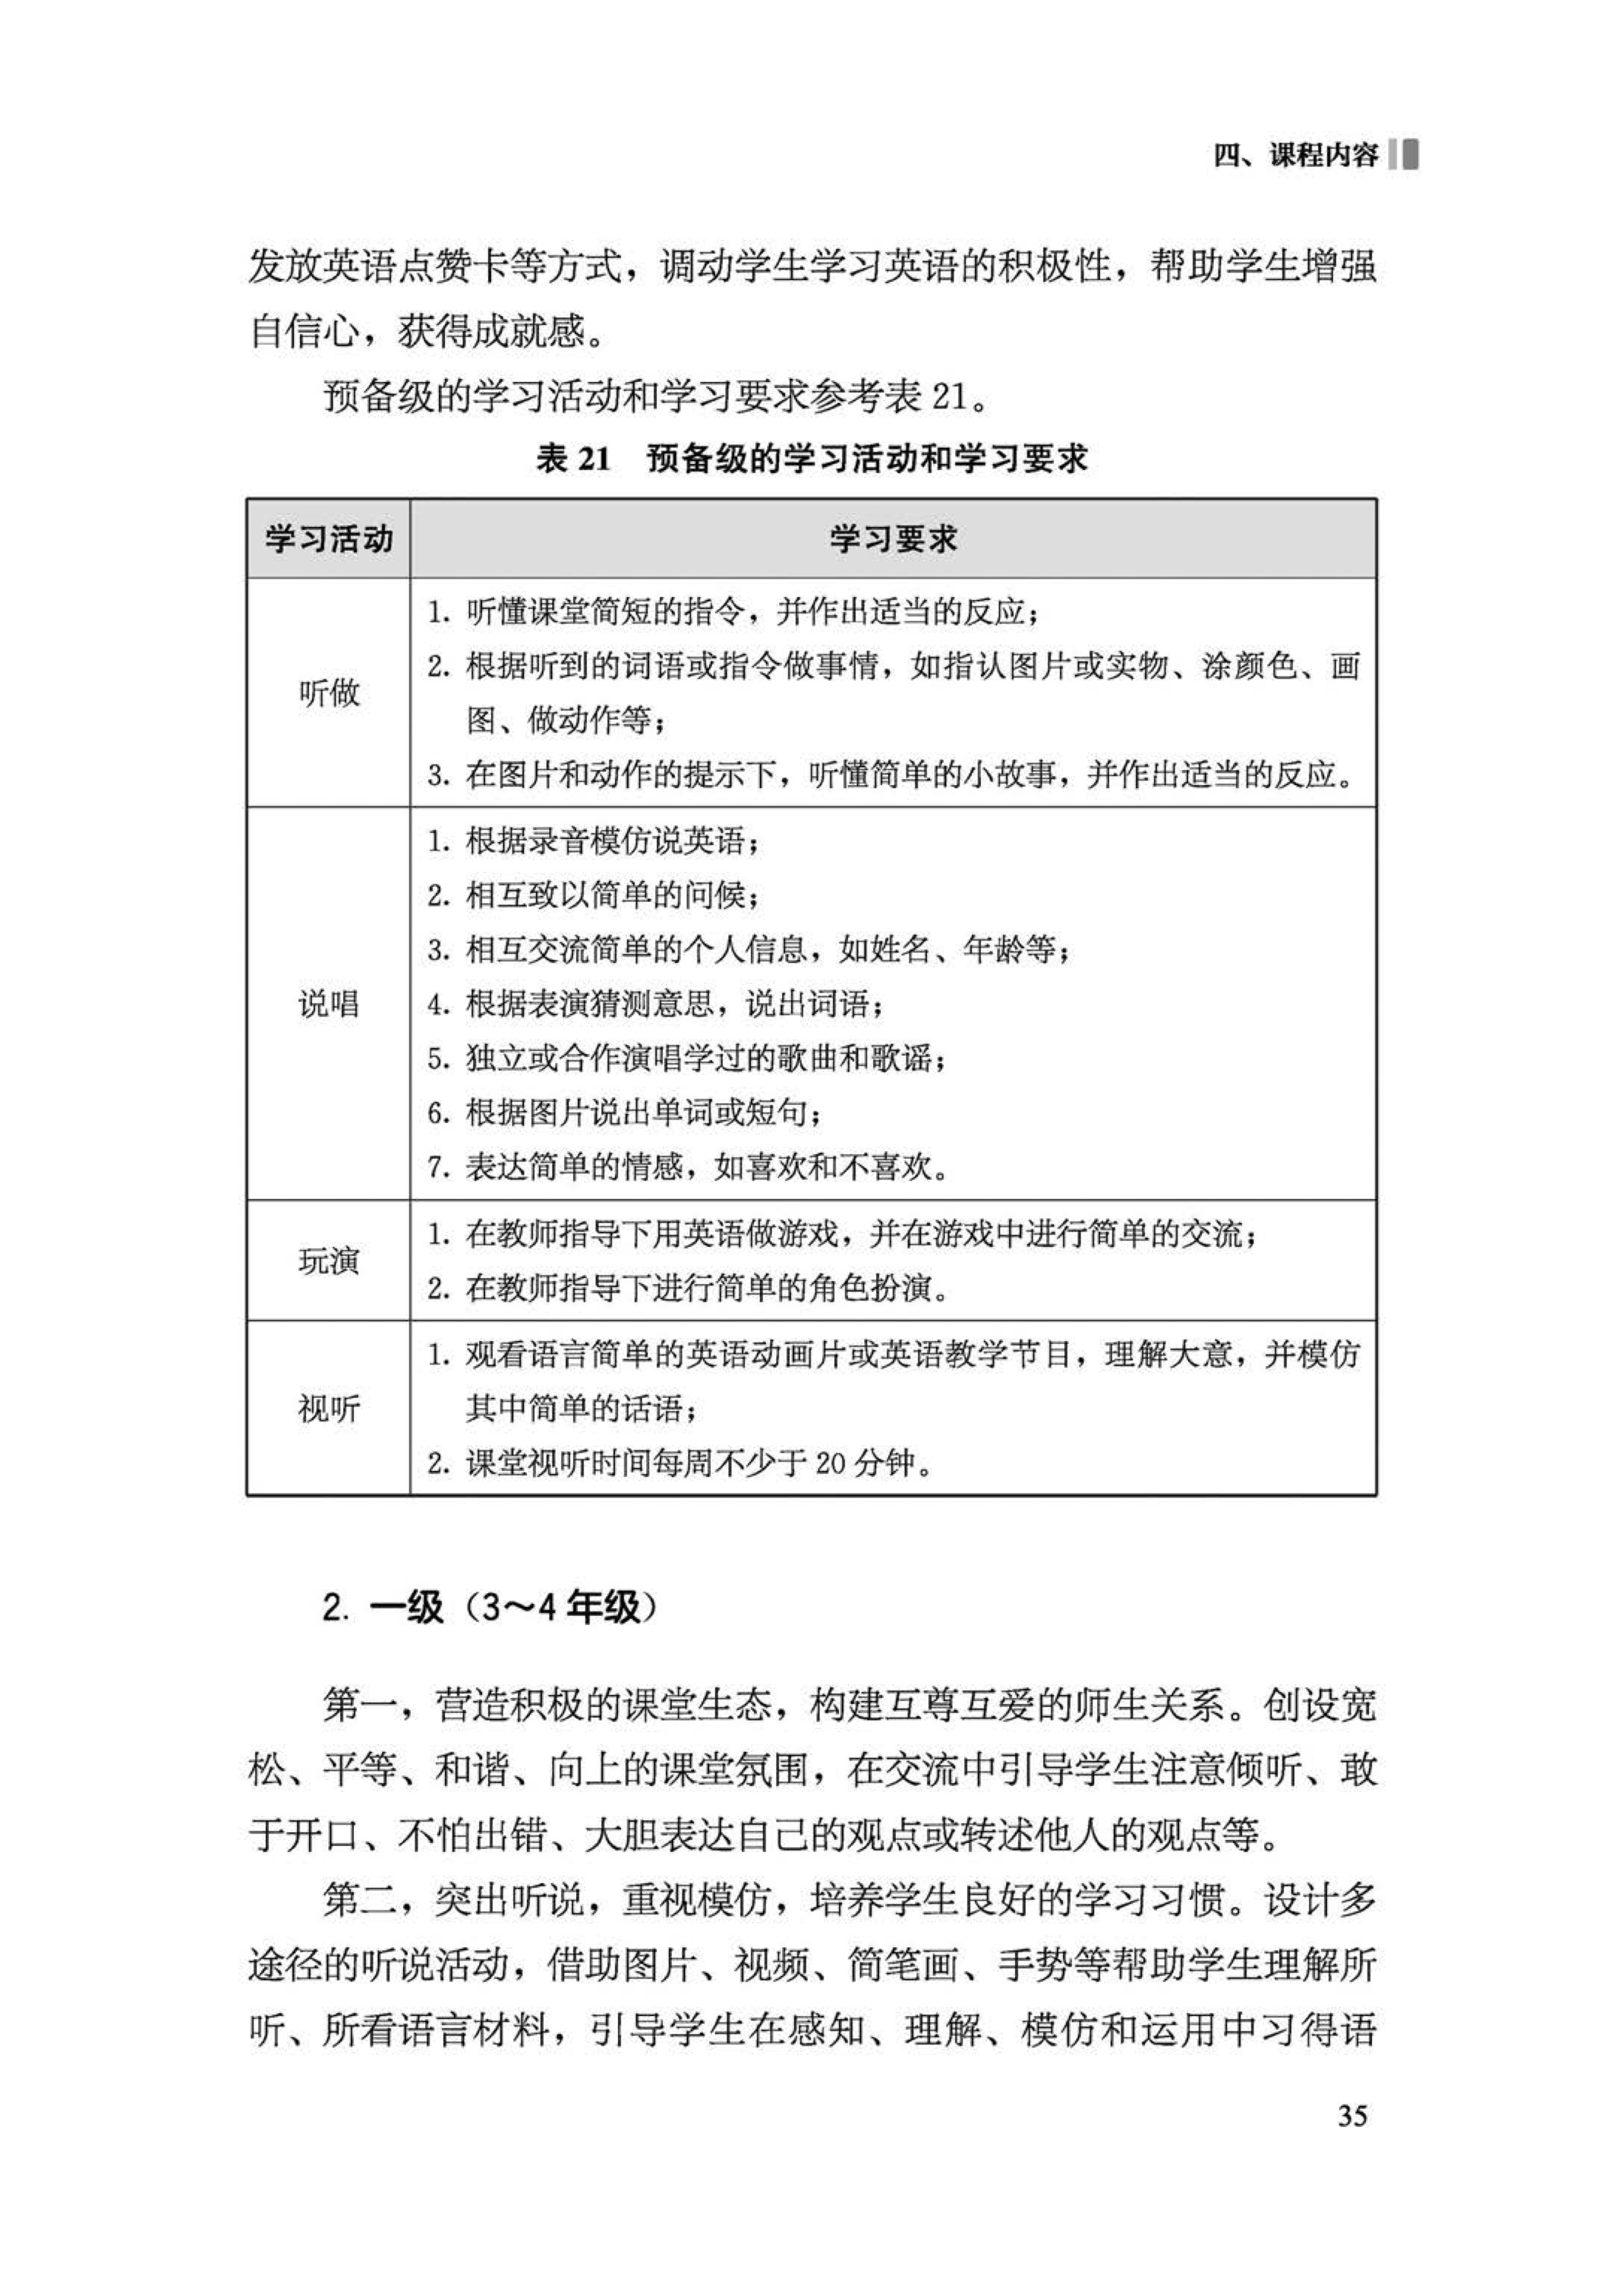 四、课程内容
发放英语点赞卡等方式，调动学生学习英语的积极性，帮助学生增强
自信心，获得成就感。
预备级的学习活动和学习要求参考表 21。
表 21 预备级的学习活动和学习要求
学习活动
学习要求
听做
1. 听懂课堂简短的指令，并作出适当的反应；
2. 根据听到的词语或指令做事情，如指认图片或实物、涂颜色、画
图、做动作等；
3. 在图片和动作的提示下，听懂简单的小故事，并作出适当的反应。
说唱
1. 根据录音模仿说英语；
2. 相互致以简单的问候；
3. 相互交流简单的个人信息，如姓名、年龄等；
4. 根据表演猜测意思，说出词语；
5. 独立或合作演唱学过的歌曲和歌谣；
6. 根据图片说出单词或短句；
7. 表达简单的情感，如喜欢和不喜欢。
玩演
1. 在教师指导下用英语做游戏，并在游戏中进行简单的交流；
2. 在教师指导下进行简单的角色扮演。
视听
1. 观看语言简单的英语动画片或英语教学节目，理解大意，并模仿
其中简单的话语；
2. 课堂视听时间每周不少于 20 分钟。
2. 一级（3～4 年级）
第一，营造积极的课堂生态，构建互尊互爱的师生关系。创设宽
松、平等、和谐、向上的课堂氛围，在交流中引导学生注意倾听、敢
于开口、不怕出错、大胆表达自己的观点或转述他人的观点等。
第二，突出听说，重视模仿，培养学生良好的学习习惯。设计多
途径的听说活动，借助图片、视频、简笔画、手势等帮助学生理解所
听、所看语言材料，引导学生在感知、理解、模仿和运用中习得语
35